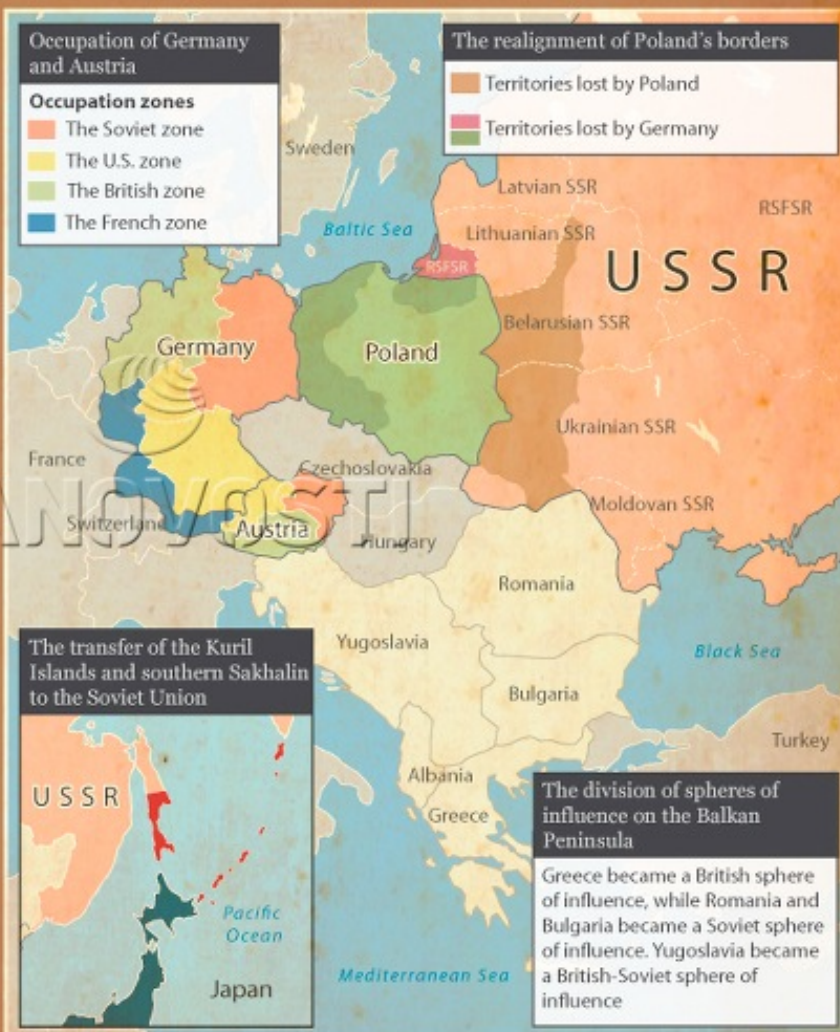 Occupation of Germany
and Austria
Occupation zones
The Soviet zone
The U.S. zone
The British zone
The French zone
The realignment of Poland's borders
Territories lost by Poland
Territories lost by Germany
Sweden
Baltic Sea
Latvian SSR
RSFSR
Lithuanian SSR
RSFSR
USSR
Belarusian SSR
Germany
Poland
Ukrainian SSR
France
Czechoslovakia
Moldovan SSR
ANOVOSTI
Switzerland
Austria
Hungary
Romania
Yugoslavia
Black Sea
Bulgaria
Turkey
Albania
Greece
Mediterranean Sea
The transfer of the Kuril
Islands and southern Sakhalin
to the Soviet Union
USSR
Pacific
Ocean
Japan
The division of spheres of
influence on the Balkan
Peninsula
Greece became a British sphere
of influence, while Romania and
Bulgaria became a Soviet sphere
of influence. Yugoslavia became
a British-Soviet sphere of
influence